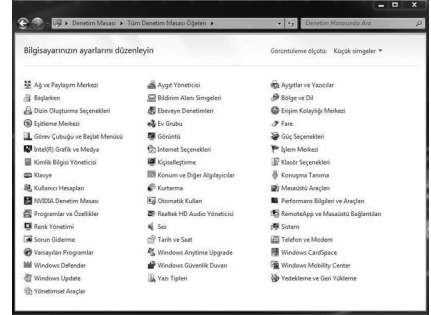 Denetim Masası ▸ Tüm Denetim Masası Öğeleri ▸ Denetim Masasında Ara
Bilgisayarınızın ayarlarını düzenleyin Görüntüleme ölçütü: Küçük simgeler
Ağ ve Paylaşım Merkezi Aygıt Yöneticisi Aygıtlar ve Yazıcılar
Başlarken Bildirim Alanı Simgeleri Bölge ve Dil
Dizin Oluşturma Seçenekleri Ebeveyn Denetimleri Erişim Kolaylığı Merkezi
Eşitleme Merkezi Ev Grubu Fare
Görev Çubuğu ve Başlat Menüsü Görüntü Güç Seçenekleri
Intel(R) Grafik ve Medya İnternet Seçenekleri İşlem Merkezi
Kimlik Bilgisi Yöneticisi Kişiselleştirme Klasör Seçenekleri
Klavye Konum ve Diğer Algılayıcılar Konuşma Tanıma
Kullanıcı Hesapları Kurtarma Masaüstü Araçları
NVIDIA Denetim Masası Otomatik Kullan Performans Bilgileri ve Araçları
Programlar ve Özellikler Realtek HD Audio Yöneticisi RemoteApp ve Masaüstü Bağlantıları
Renk Yönetimi Ses Sistem
Sorun Giderme Tarih ve Saat Telefon ve Modem
Varsayılan Programlar Windows Anytime Upgrade Windows CardSpace
Windows Defender Windows Güvenlik Duvarı Windows Mobility Center
Windows Update Yazı Tipleri Yedekleme ve Geri Yükleme
Yönetimsel Araçlar